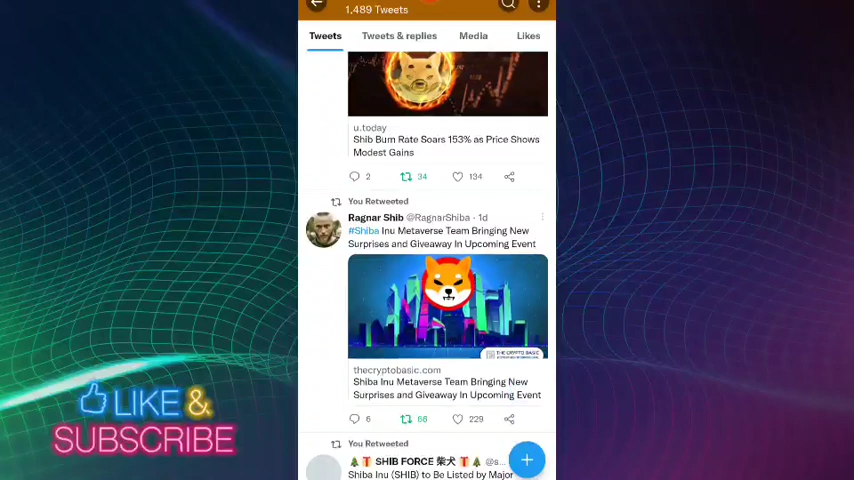 1,489 Tweets
Tweets
Tweets & replies
Media
Likes
u.today
Shib Burn Rate Soars 153% as Price Shows
Modest Gains
2
34
134
You Retweeted
Ragnar Shib @RagnarShiba · 1d
#Shiba Inu Metaverse Team Bringing New
Surprises and Giveaway In Upcoming Event
THE CRYPTO BASIC
thecryptobasic.com
Shiba Inu Metaverse Team Bringing New
Surprises and Giveaway In Upcoming Event
6
66
229
You Retweeted
🎄🎁 SHIB FORCE 柴犬 🎁🎄 @s...
Shiba Inu (SHIB) to Be Listed by Major
LIKE &
SUBSCRIBE